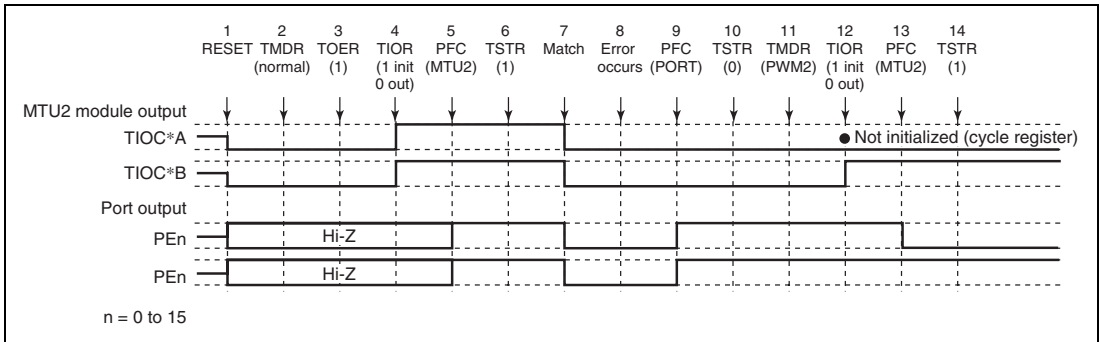 1 2 3 4 5 6 7 8 9 10 11 12 13 14
RESET TMDR TOER TIOR PFC TSTR Match Error PFC TSTR TMDR TIOR PFC TSTR
(normal) (1) (1 init (MTU2) (1) occurs (PORT) (0) (PWM2) (1 init (MTU2) (1)
0 out) 0 out)
MTU2 module output
TIOC*A
● Not initialized (cycle register)
TIOC*B
Port output
PEn
Hi-Z
PEn
Hi-Z
n = 0 to 15